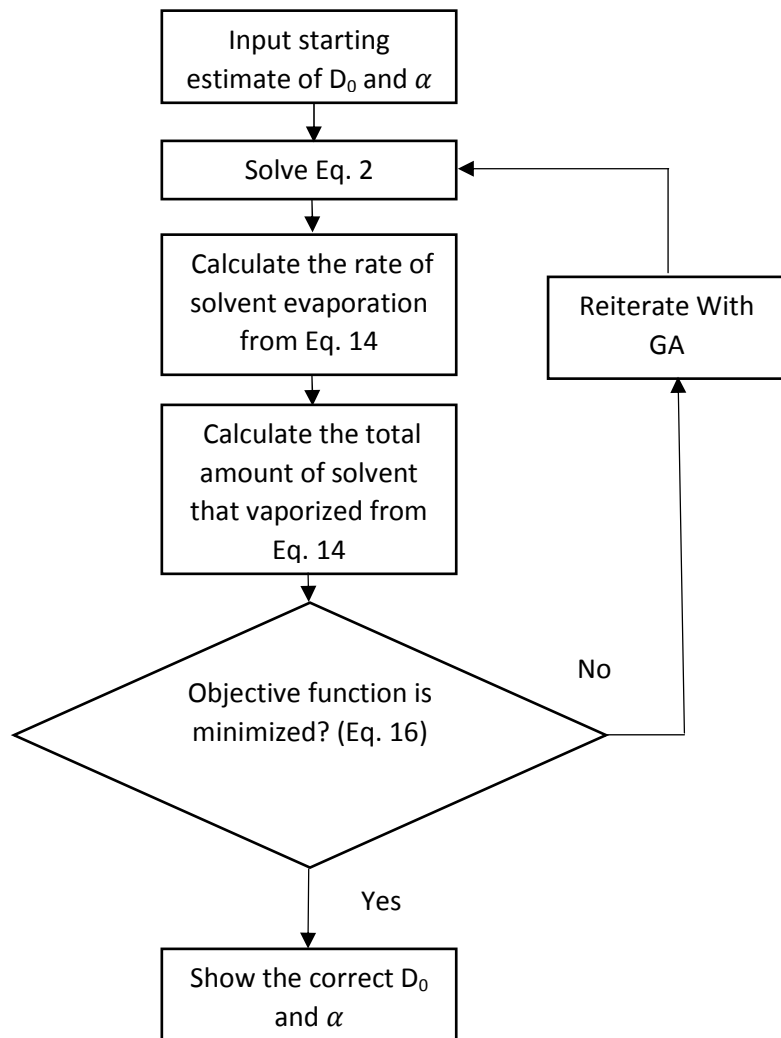 Input starting
estimate of D₀ and 𝛼
Solve Eq. 2
Calculate the rate of
solvent evaporation
from Eq. 14
Reiterate With
GA
Calculate the total
amount of solvent
that vaporized from
Eq. 14
No
Objective function is
minimized? (Eq. 16)
Yes
Show the correct D₀
and 𝛼